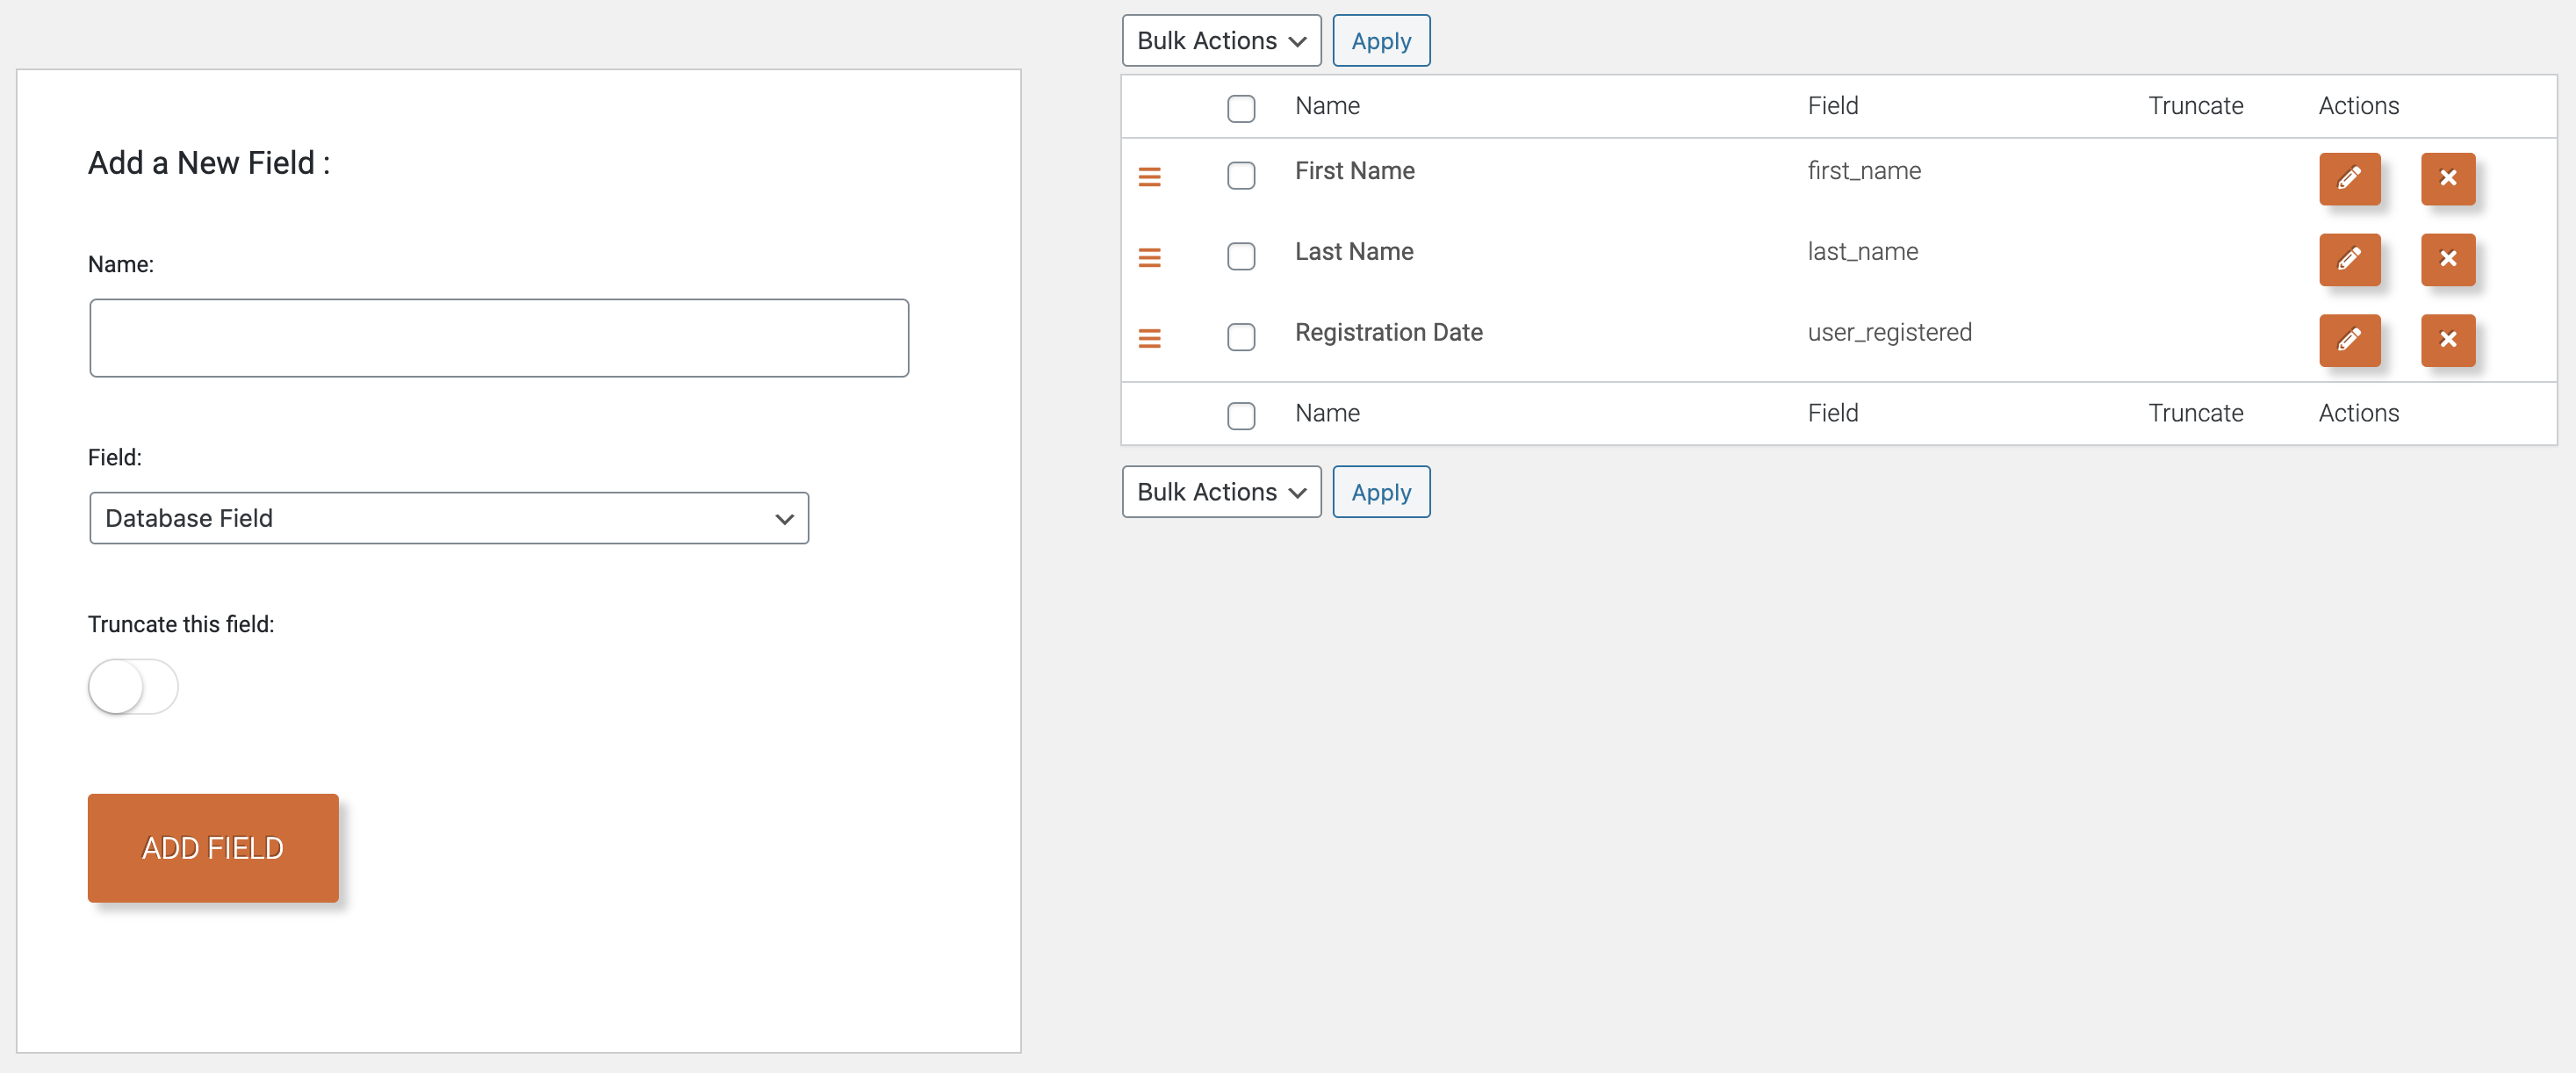 Add a New Field :
Name:
Field:
Database Field
Truncate this field:
ADD FIELD
Bulk Actions Apply
Name Field Truncate Actions
First Name first_name
Last Name last_name
Registration Date user_registered
Name Field Truncate Actions
Bulk Actions Apply